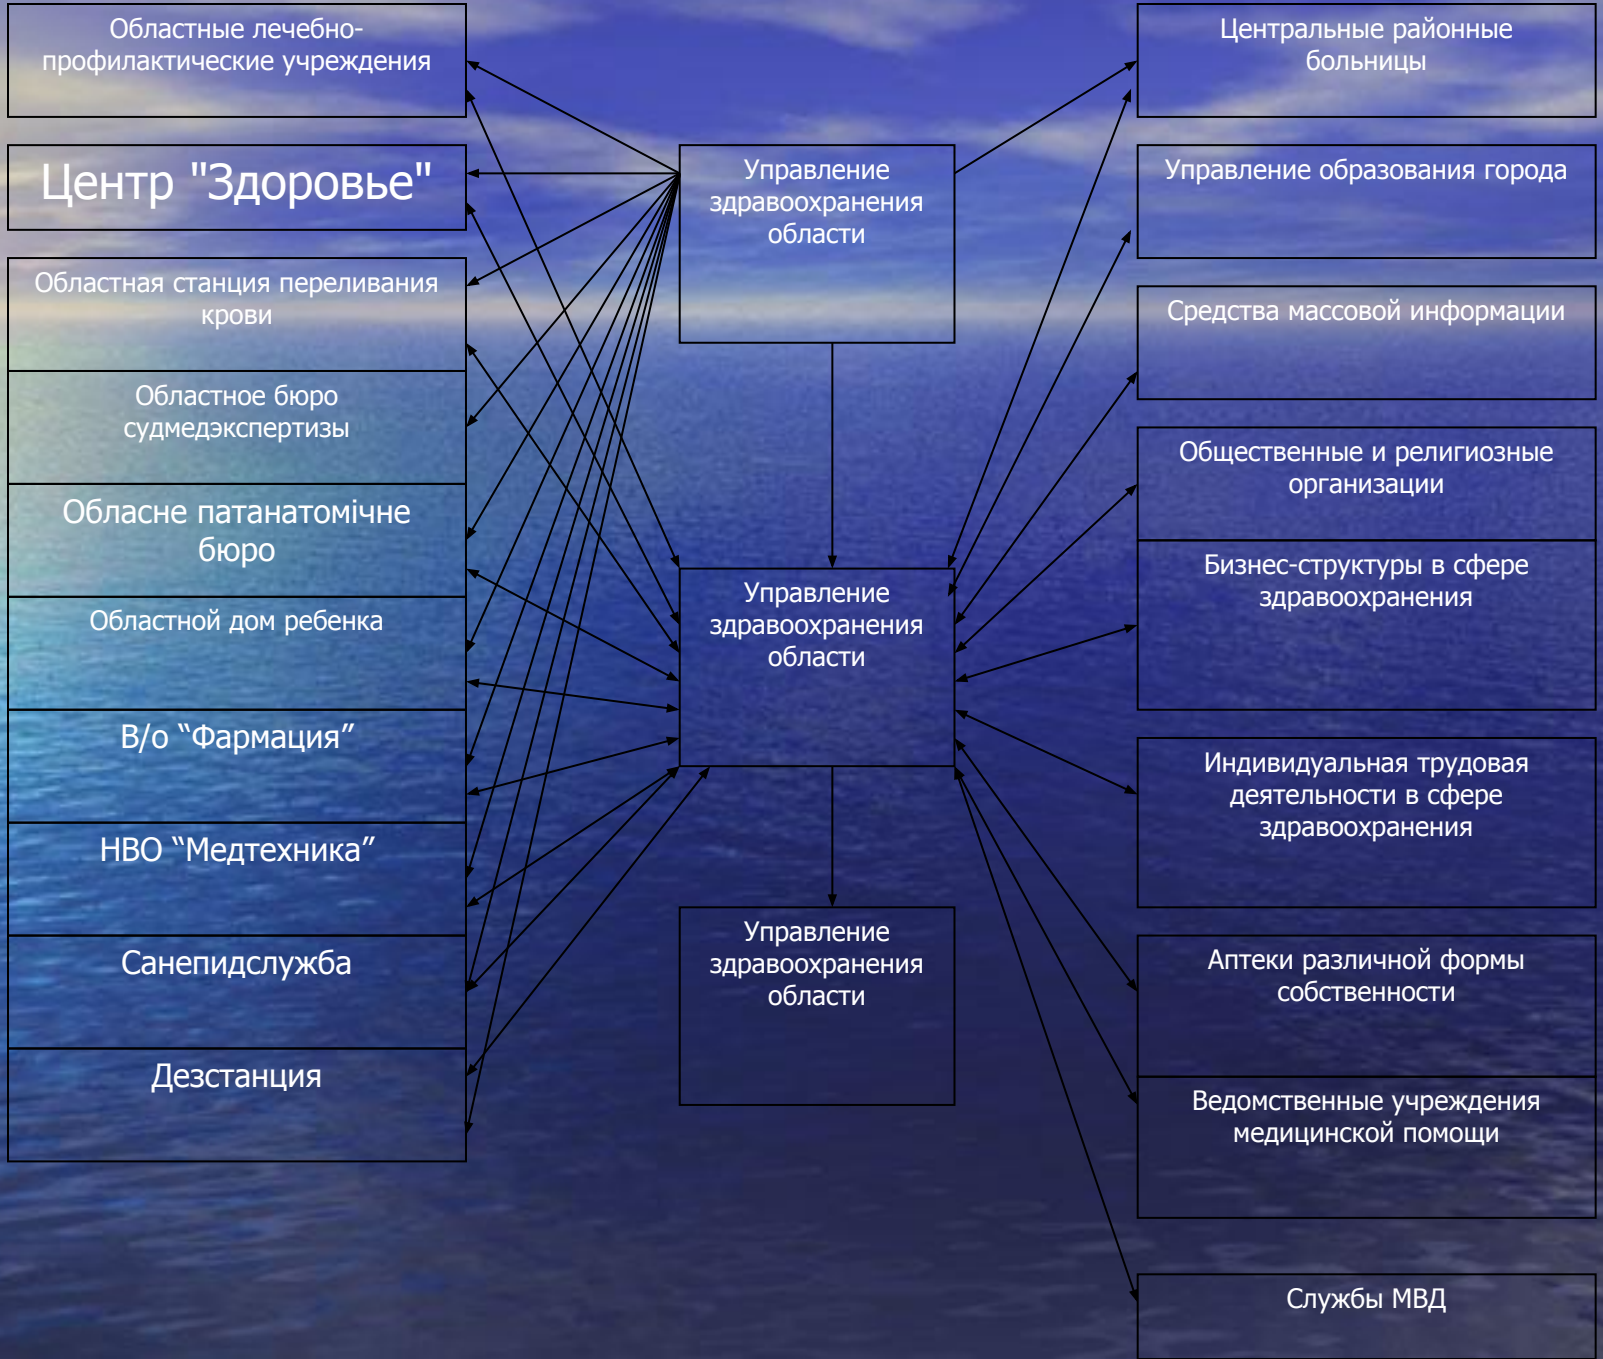 Областные лечебно-
профилактические учреждения
Центр "Здоровье"
Областная станция переливания
крови
Областное бюро
судмедэкспертизы
Обласне патанатомічне
бюро
Областной дом ребенка
В/о “Фармация”
НВО “Медтехника”
Санепидслужба
Дезстанция
Управление
здравоохранения
области
Управление
здравоохранения
области
Управление
здравоохранения
области
Центральные районные
больницы
Управление образования города
Средства массовой информации
Общественные и религиозные
организации
Бизнес-структуры в сфере
здравоохранения
Индивидуальная трудовая
деятельности в сфере
здравоохранения
Аптеки различной формы
собственности
Ведомственные учреждения
медицинской помощи
Службы МВД